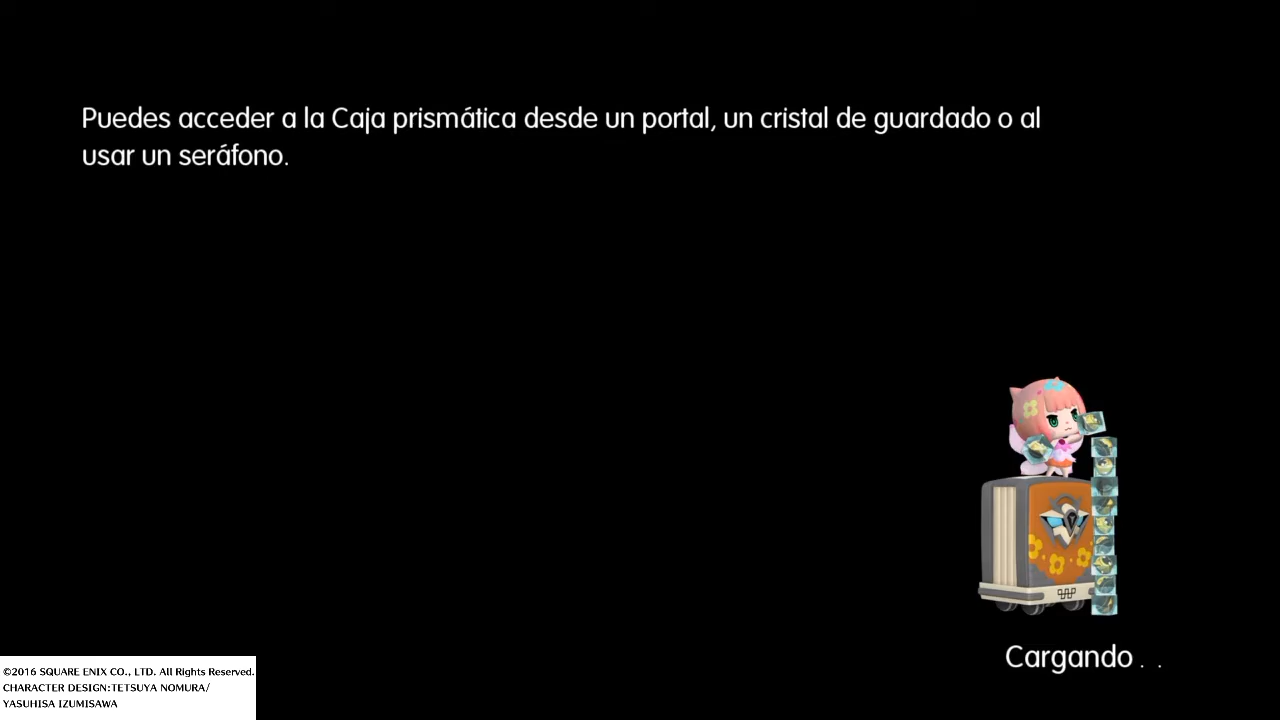 Puedes acceder a la Caja prismática desde un portal, un cristal de guardado o al
usar un seráfono.
Cargando . .
©2016 SQUARE ENIX CO., LTD. All Rights Reserved.
CHARACTER DESIGN:TETSUYA NOMURA/
YASUHISA IZUMISAWA